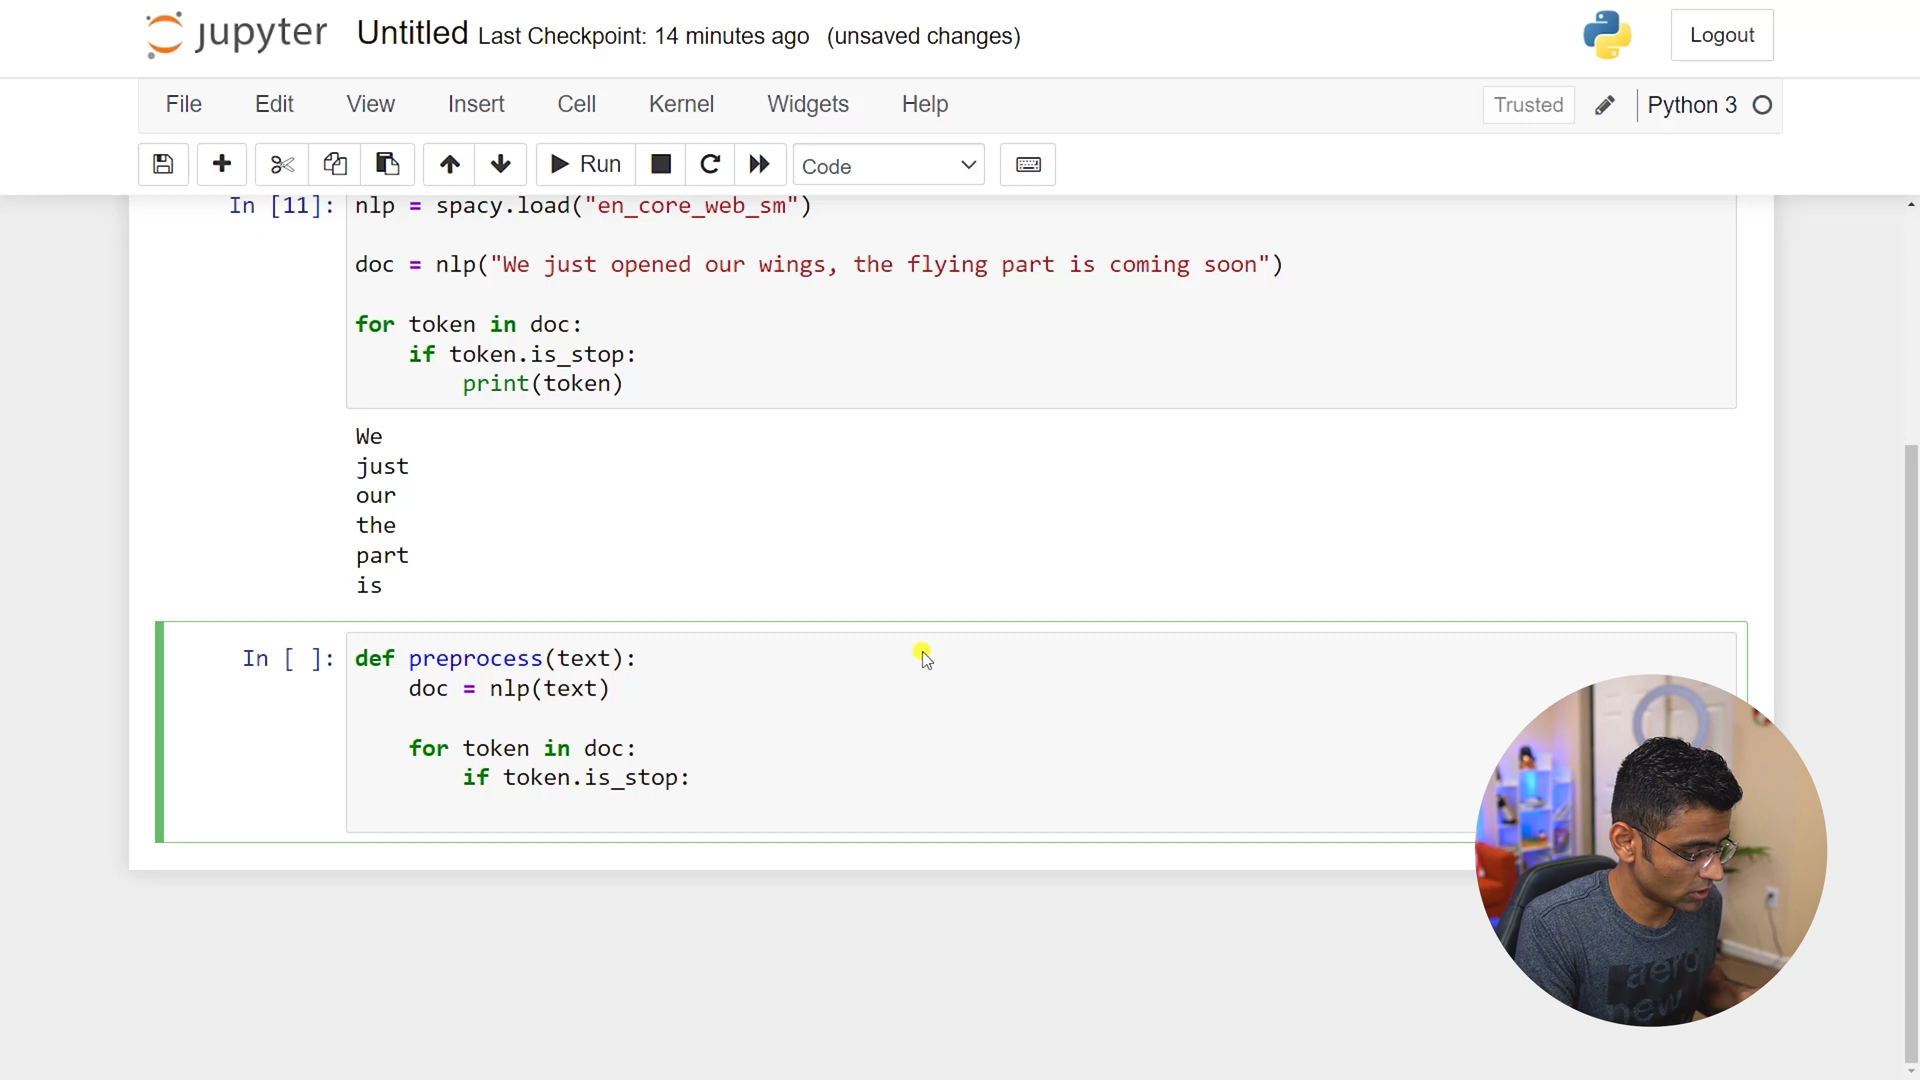 jupyter Untitled Last Checkpoint: 14 minutes ago (unsaved changes) Logout
File Edit View Insert Cell Kernel Widgets Help Trusted Python 3
Run Code
In [11]: nlp = spacy.load("en_core_web_sm")
doc = nlp("We just opened our wings, the flying part is coming soon")
for token in doc:
    if token.is_stop:
        print(token)
We
just
our
the
part
is
In [ ]: def preprocess(text):
    doc = nlp(text)
    for token in doc:
        if token.is_stop:
aero
new